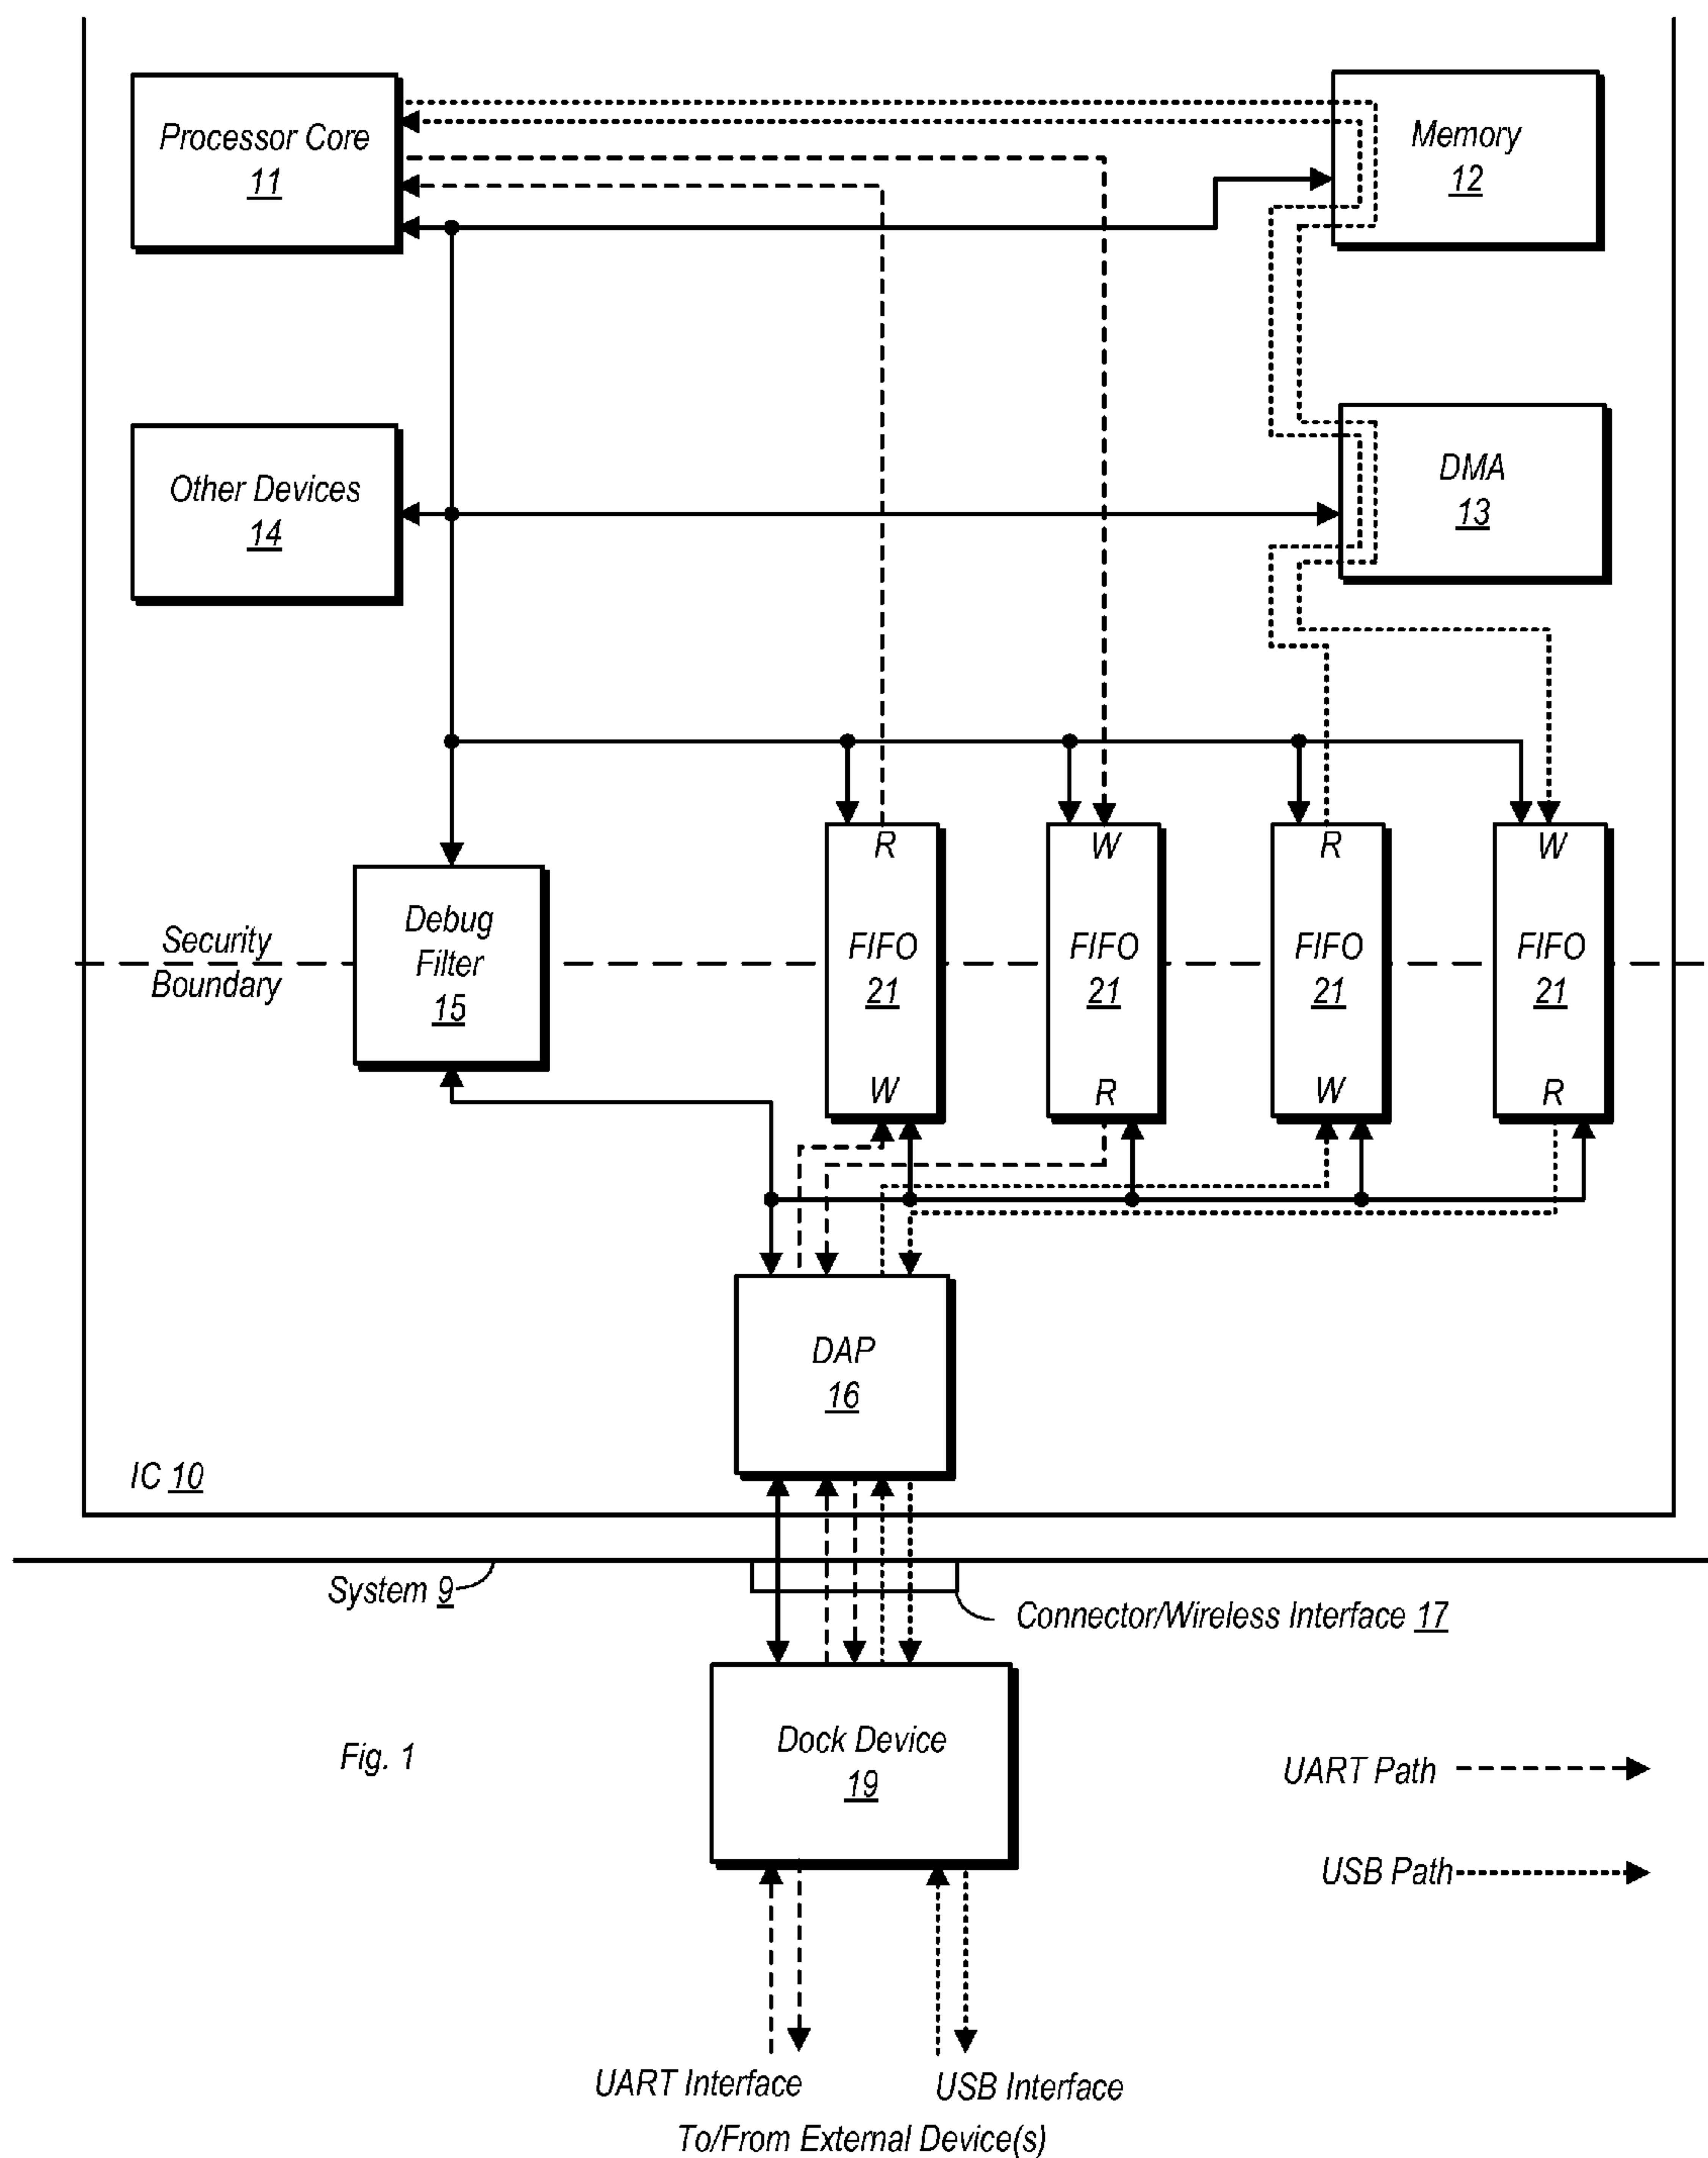 Processor Core
11
Memory
12
Other Devices
14
DMA
13
R
W
R
W
Security
Boundary
Debug
Filter
15
FIFO
21
FIFO
21
FIFO
21
FIFO
21
W
R
W
R
DAP
16
IC 10
System 9
Connector/Wireless Interface 17
Dock Device
19
Fig. 1
UART Path
USB Path
UART Interface
USB Interface
To/From External Device(s)